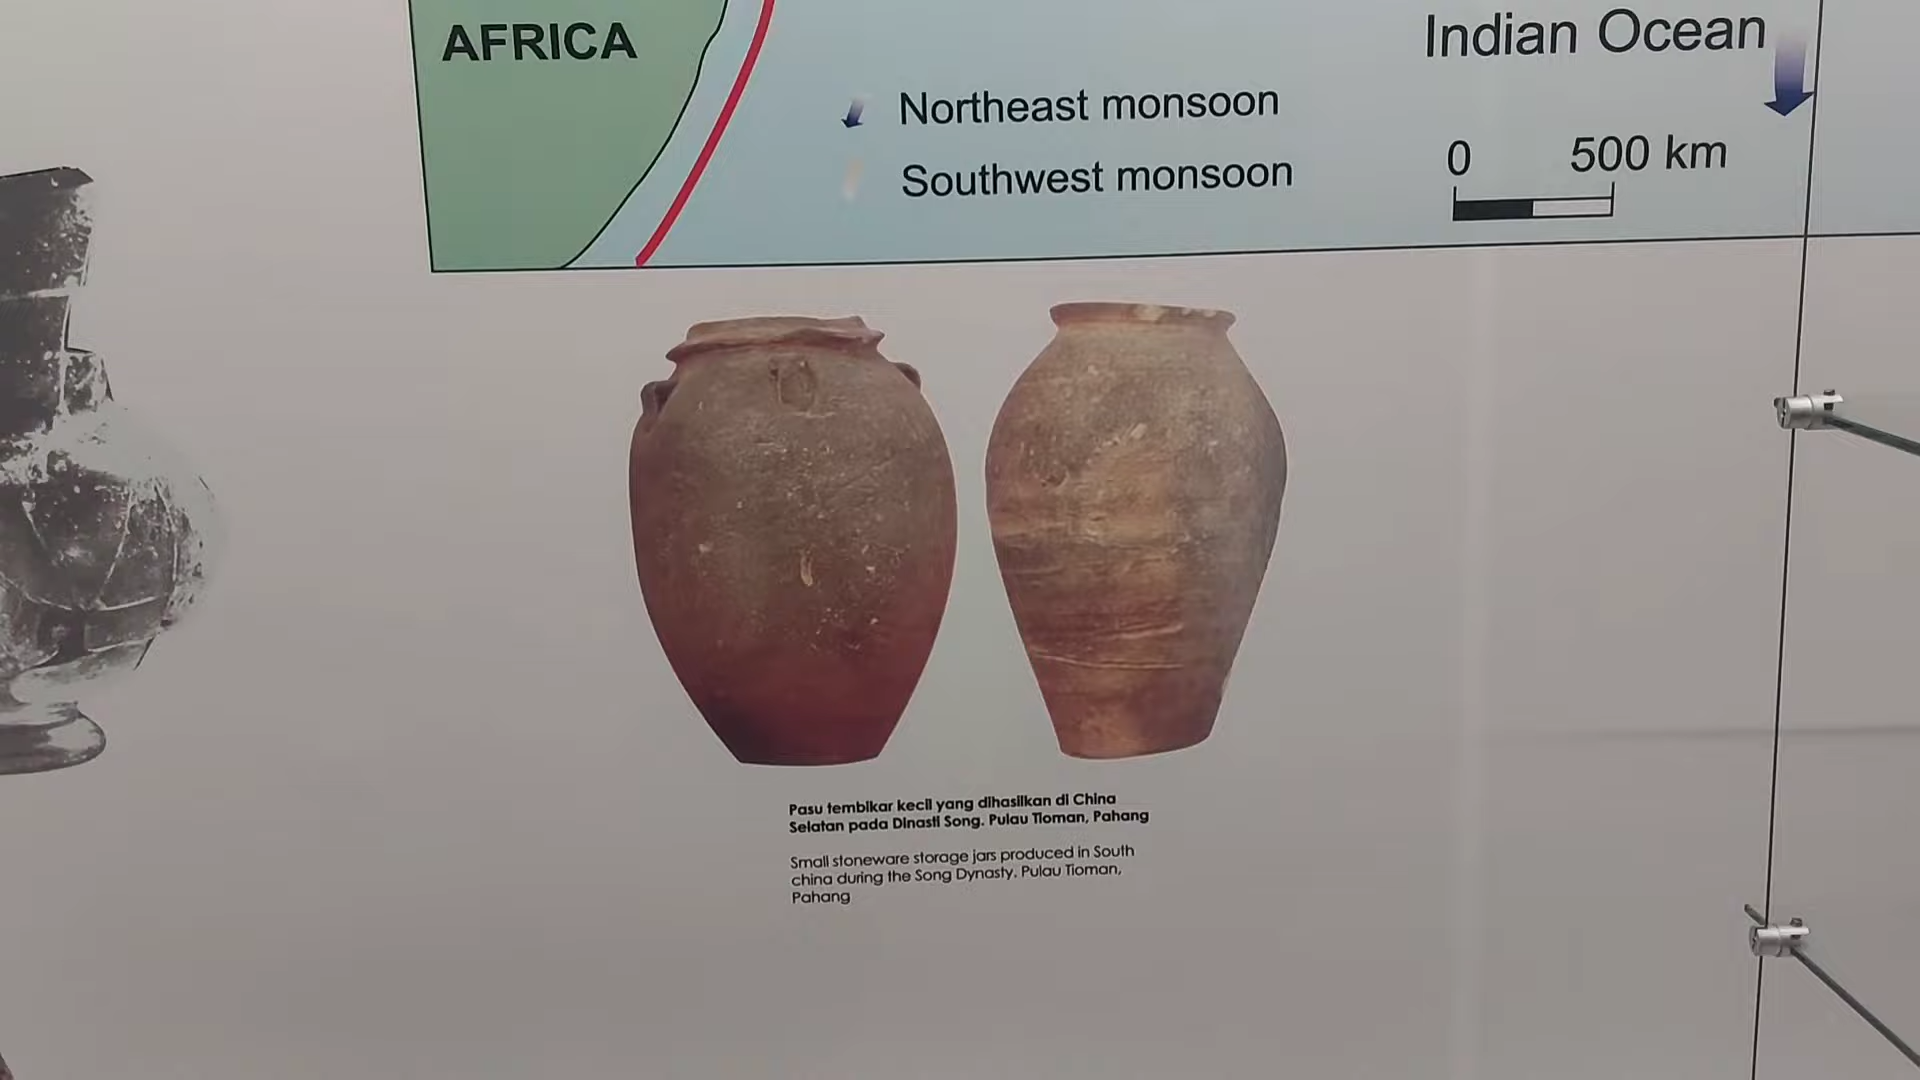 AFRICA
Indian Ocean
Northeast monsoon
Southwest monsoon
0 500 km
Pasu tembikar kecil yang dihasilkan di China
Selatan pada Dinasti Song. Pulau Tioman, Pahang
Small stoneware storage jars produced in South
china during the Song Dynasty. Pulau Tioman,
Pahang